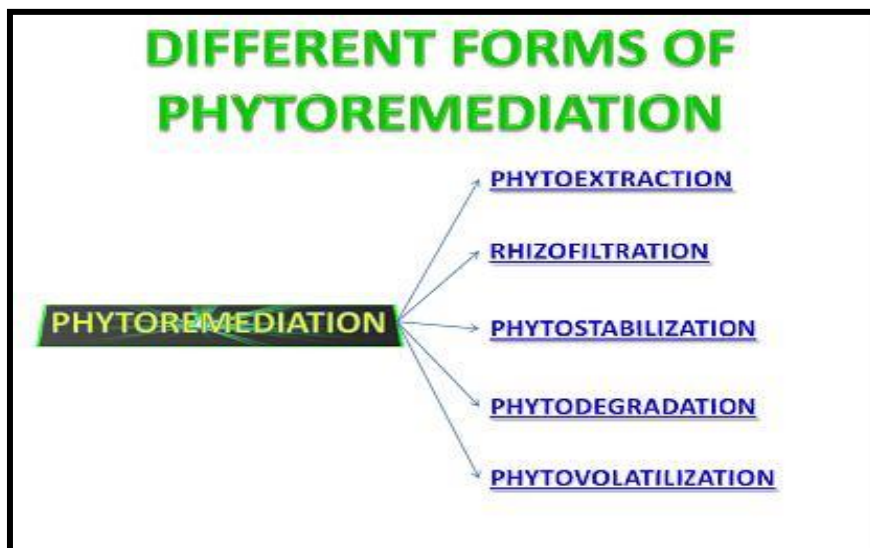 DIFFERENT FORMS OF
PHYTOREMEDIATION
PHYTOEXTRACTION
RHIZOFILTRATION
PHYTOREMEDIATION
PHYTOSTABILIZATION
PHYTODEGRADATION
PHYTOVOLATILIZATION